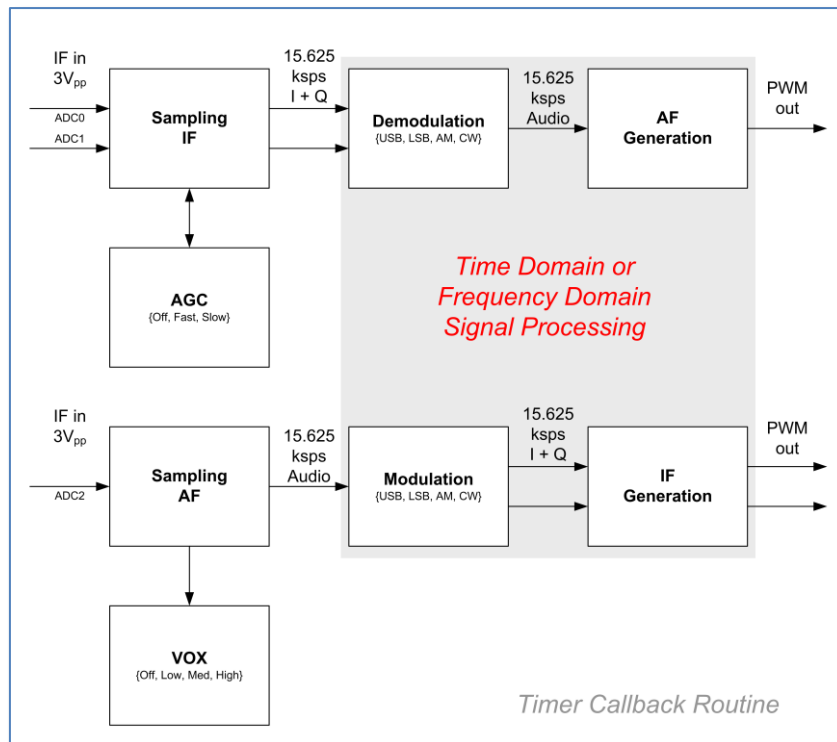 IF in
3Vpp
ADC0
ADC1
Sampling
IF
15.625
ksps
I + Q
Demodulation
{USB, LSB, AM, CW}
15.625
ksps
Audio
AF
Generation
PWM
out
AGC
{Off, Fast, Slow}
Time Domain or
Frequency Domain
Signal Processing
IF in
3Vpp
ADC2
Sampling
AF
15.625
ksps
Audio
Modulation
{USB, LSB, AM, CW}
15.625
ksps
I + Q
IF
Generation
PWM
out
VOX
{Off, Low, Med, High}
Timer Callback Routine